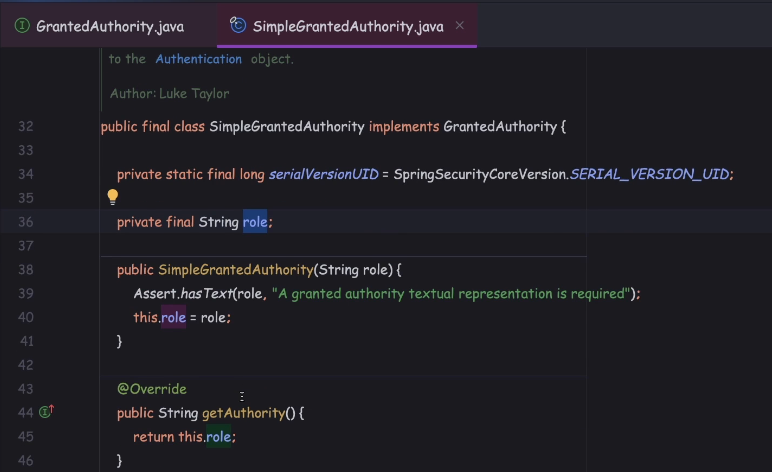 GrantedAuthority.java SimpleGrantedAuthority.java
to the Authentication object.
Author: Luke Taylor
32 public final class SimpleGrantedAuthority implements GrantedAuthority {
33
34 private static final long serialVersionUID = SpringSecurityCoreVersion.SERIAL_VERSION_UID;
35
36 private final String role;
37
38 public SimpleGrantedAuthority(String role) {
39 Assert.hasText(role, "A granted authority textual representation is required");
40 this.role = role;
41 }
42
43 @Override
44 public String getAuthority() {
45 return this.role;
46 }